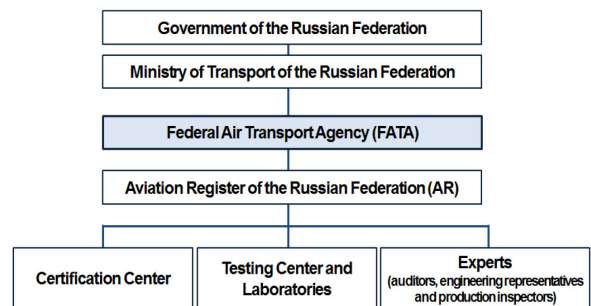 Government of the Russian Federation
Ministry of Transport of the Russian Federation
Federal Air Transport Agency (FATA)
Aviation Register of the Russian Federation (AR)
Certification Center
Testing Center and
Laboratories
Experts
(auditors, engineering representatives
and production inspectors)